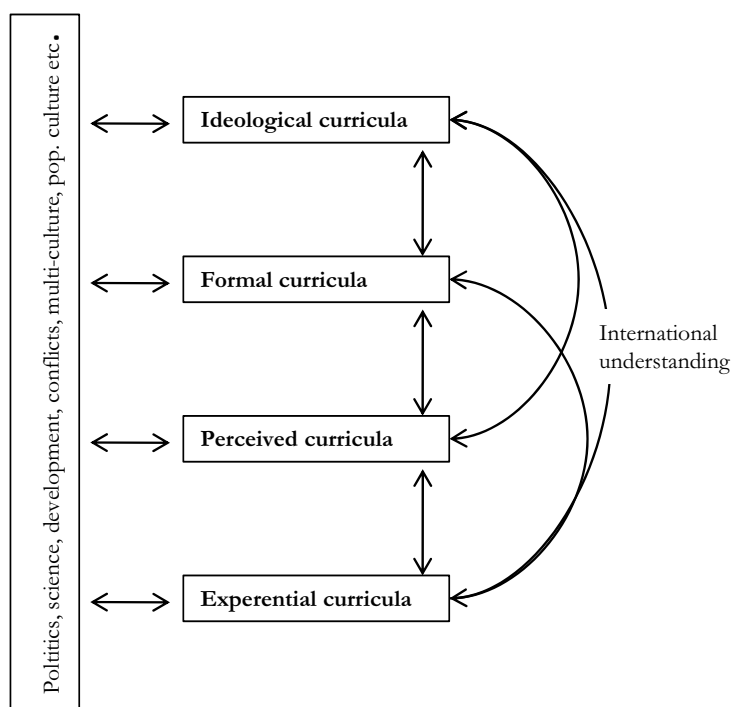 Poltitics, science, development, conflicts, multi-culture, pop. culture etc.
Ideological curricula
Formal curricula
International
understanding
Perceived curricula
Experential curricula